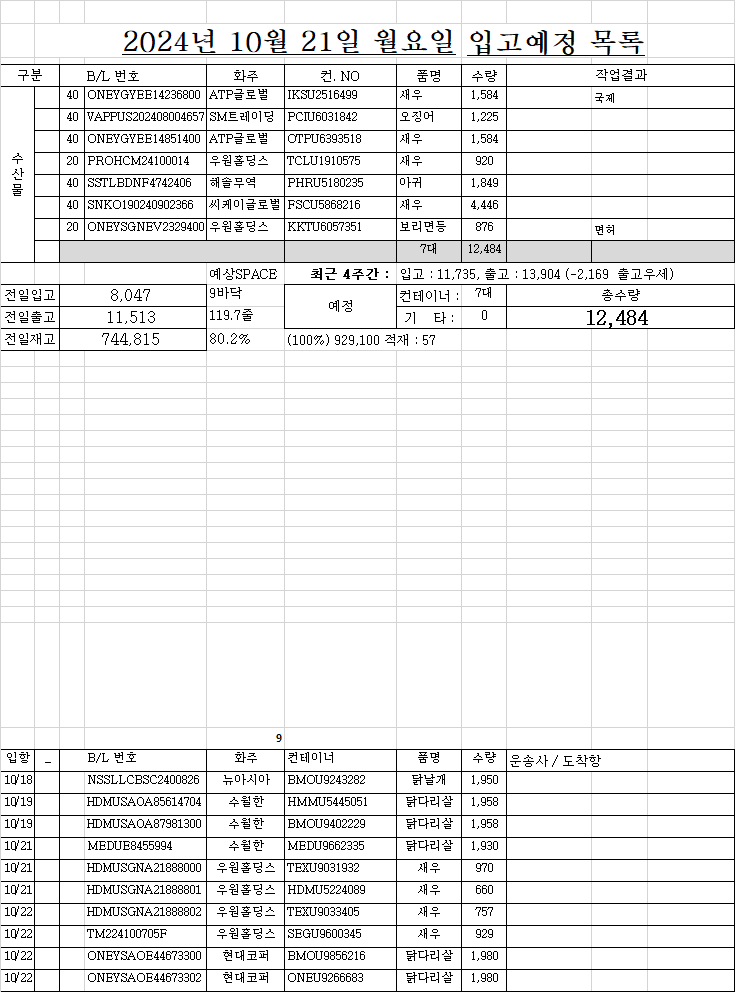 2024년 10월 21일 월요일 입고예정 목록
구분 B/L 번호 화주 컨. NO 품명 수량 작업결과
수산물
40 ONEYGYEE14236800 ATP글로벌 IKSU2516499 새우 1,584 국제
40 VAPPUS202408004657 SM트레이딩 PCIU6031842 오징어 1,225
40 ONEYGYEE14851400 ATP글로벌 OTPU6393518 새우 1,584
20 PROHCM24100014 우원홀딩스 TCLU1910575 새우 920
40 SSTLBDNF4742406 해솔무역 PHRU5180235 아귀 1,849
40 SNKO190240902366 씨케이글로벌 FSCU5868216 새우 4,446
20 ONEYSGNEV2329400 우원홀딩스 KKTU6057351 보리면등 876 면허
7대 12,484
예상SPACE 최근 4주간 : 입고 : 11,735, 출고 : 13,904 (-2,169 출고우세)
전일입고 8,047 9바닥 예정 컨테이너 : 7대 총수량
전일출고 11,513 119.7줄 기 타 : 0 12,484
전일재고 744,815 80.2% (100%) 929,100 적재 : 57
9
입항 _ B/L 번호 화주 컨테이너 품명 수량 운송사 / 도착항
10/18 NSSLLCBSC2400826 뉴아시아 BMOU9243282 닭날개 1,950
10/19 HDMUSAOA85614704 수월한 HMMU5445051 닭다리살 1,958
10/19 HDMUSAOA87981300 수월한 BMOU9402229 닭다리살 1,958
10/21 MEDUE8455994 수월한 MEDU9662335 닭다리살 1,930
10/21 HDMUSGNA21888000 우원홀딩스 TEXU9031932 새우 970
10/21 HDMUSGNA21888801 우원홀딩스 HDMU5224089 새우 660
10/22 HDMUSGNA21888802 우원홀딩스 TEXU9033405 새우 757
10/22 TM224100705F 우원홀딩스 SEGU9600345 새우 929
10/22 ONEYSAOE44673300 현대코퍼 BMOU9856216 닭다리살 1,980
10/22 ONEYSAOE44673302 현대코퍼 ONEU9266683 닭다리살 1,980